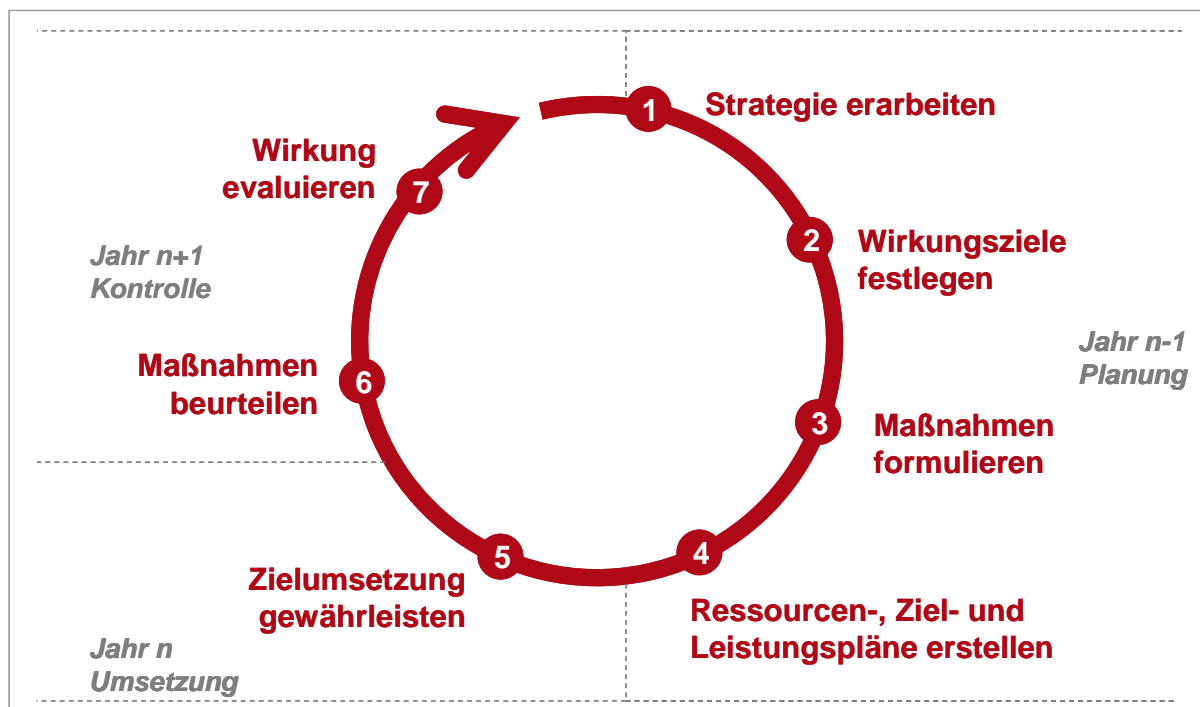 1
Strategie erarbeiten
2
Wirkungsziele
festlegen
Jahr n-1
Planung
3
Maßnahmen
formulieren
4
Ressourcen-, Ziel- und
Leistungspläne erstellen
5
Zielumsetzung
gewährleisten
Jahr n
Umsetzung
6
Maßnahmen
beurteilen
Jahr n+1
Kontrolle
7
Wirkung
evaluieren